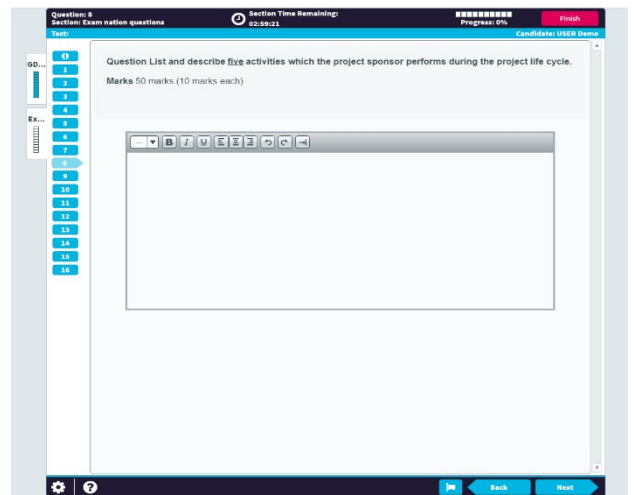 Question: 8
Section: Exam nation questions
Section Time Remaining:
02:59:21
Progress: 0%
Finish
Test:
Candidate: USER Demo
GD...
Ex...
1
2
3
4
5
6
7
8
9
10
11
12
13
14
15
16
Question List and describe five activities which the project sponsor performs during the project life cycle.
Marks 50 marks (10 marks each)
B I U
Back
Next